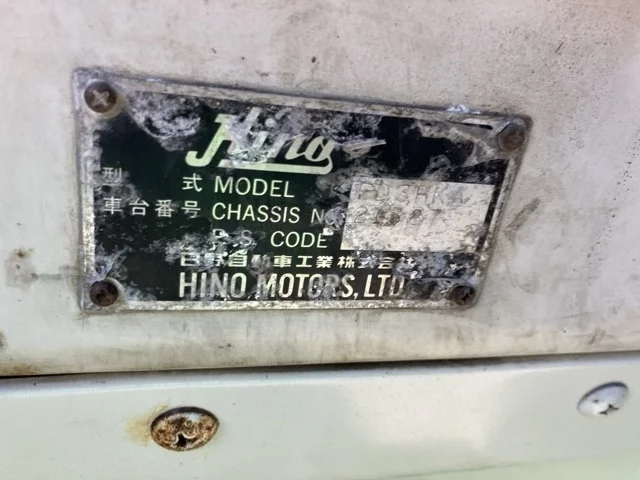 Hino
型 式 MODEL
車台番号 CHASSIS NO
P.S. CODE
日野自動車工業株式会社
HINO MOTORS, LTD